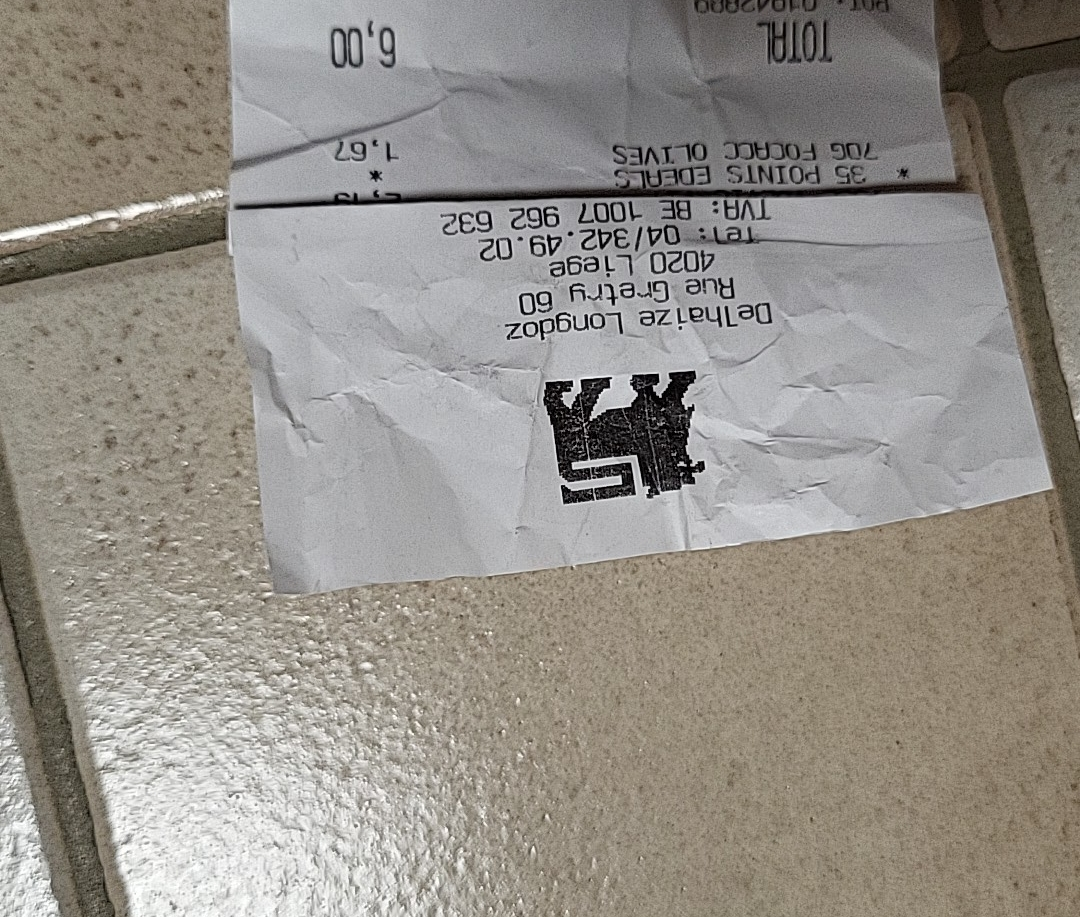 Delhaize Longdoz
Rue Gretry 60
4020 Liege
Tel: 04/342.49.02
TVA: BE 1007 962 632
* 35 POINTS EDEALS *
70G FOCACC OLIVES 1,67
TOTAL 6,00